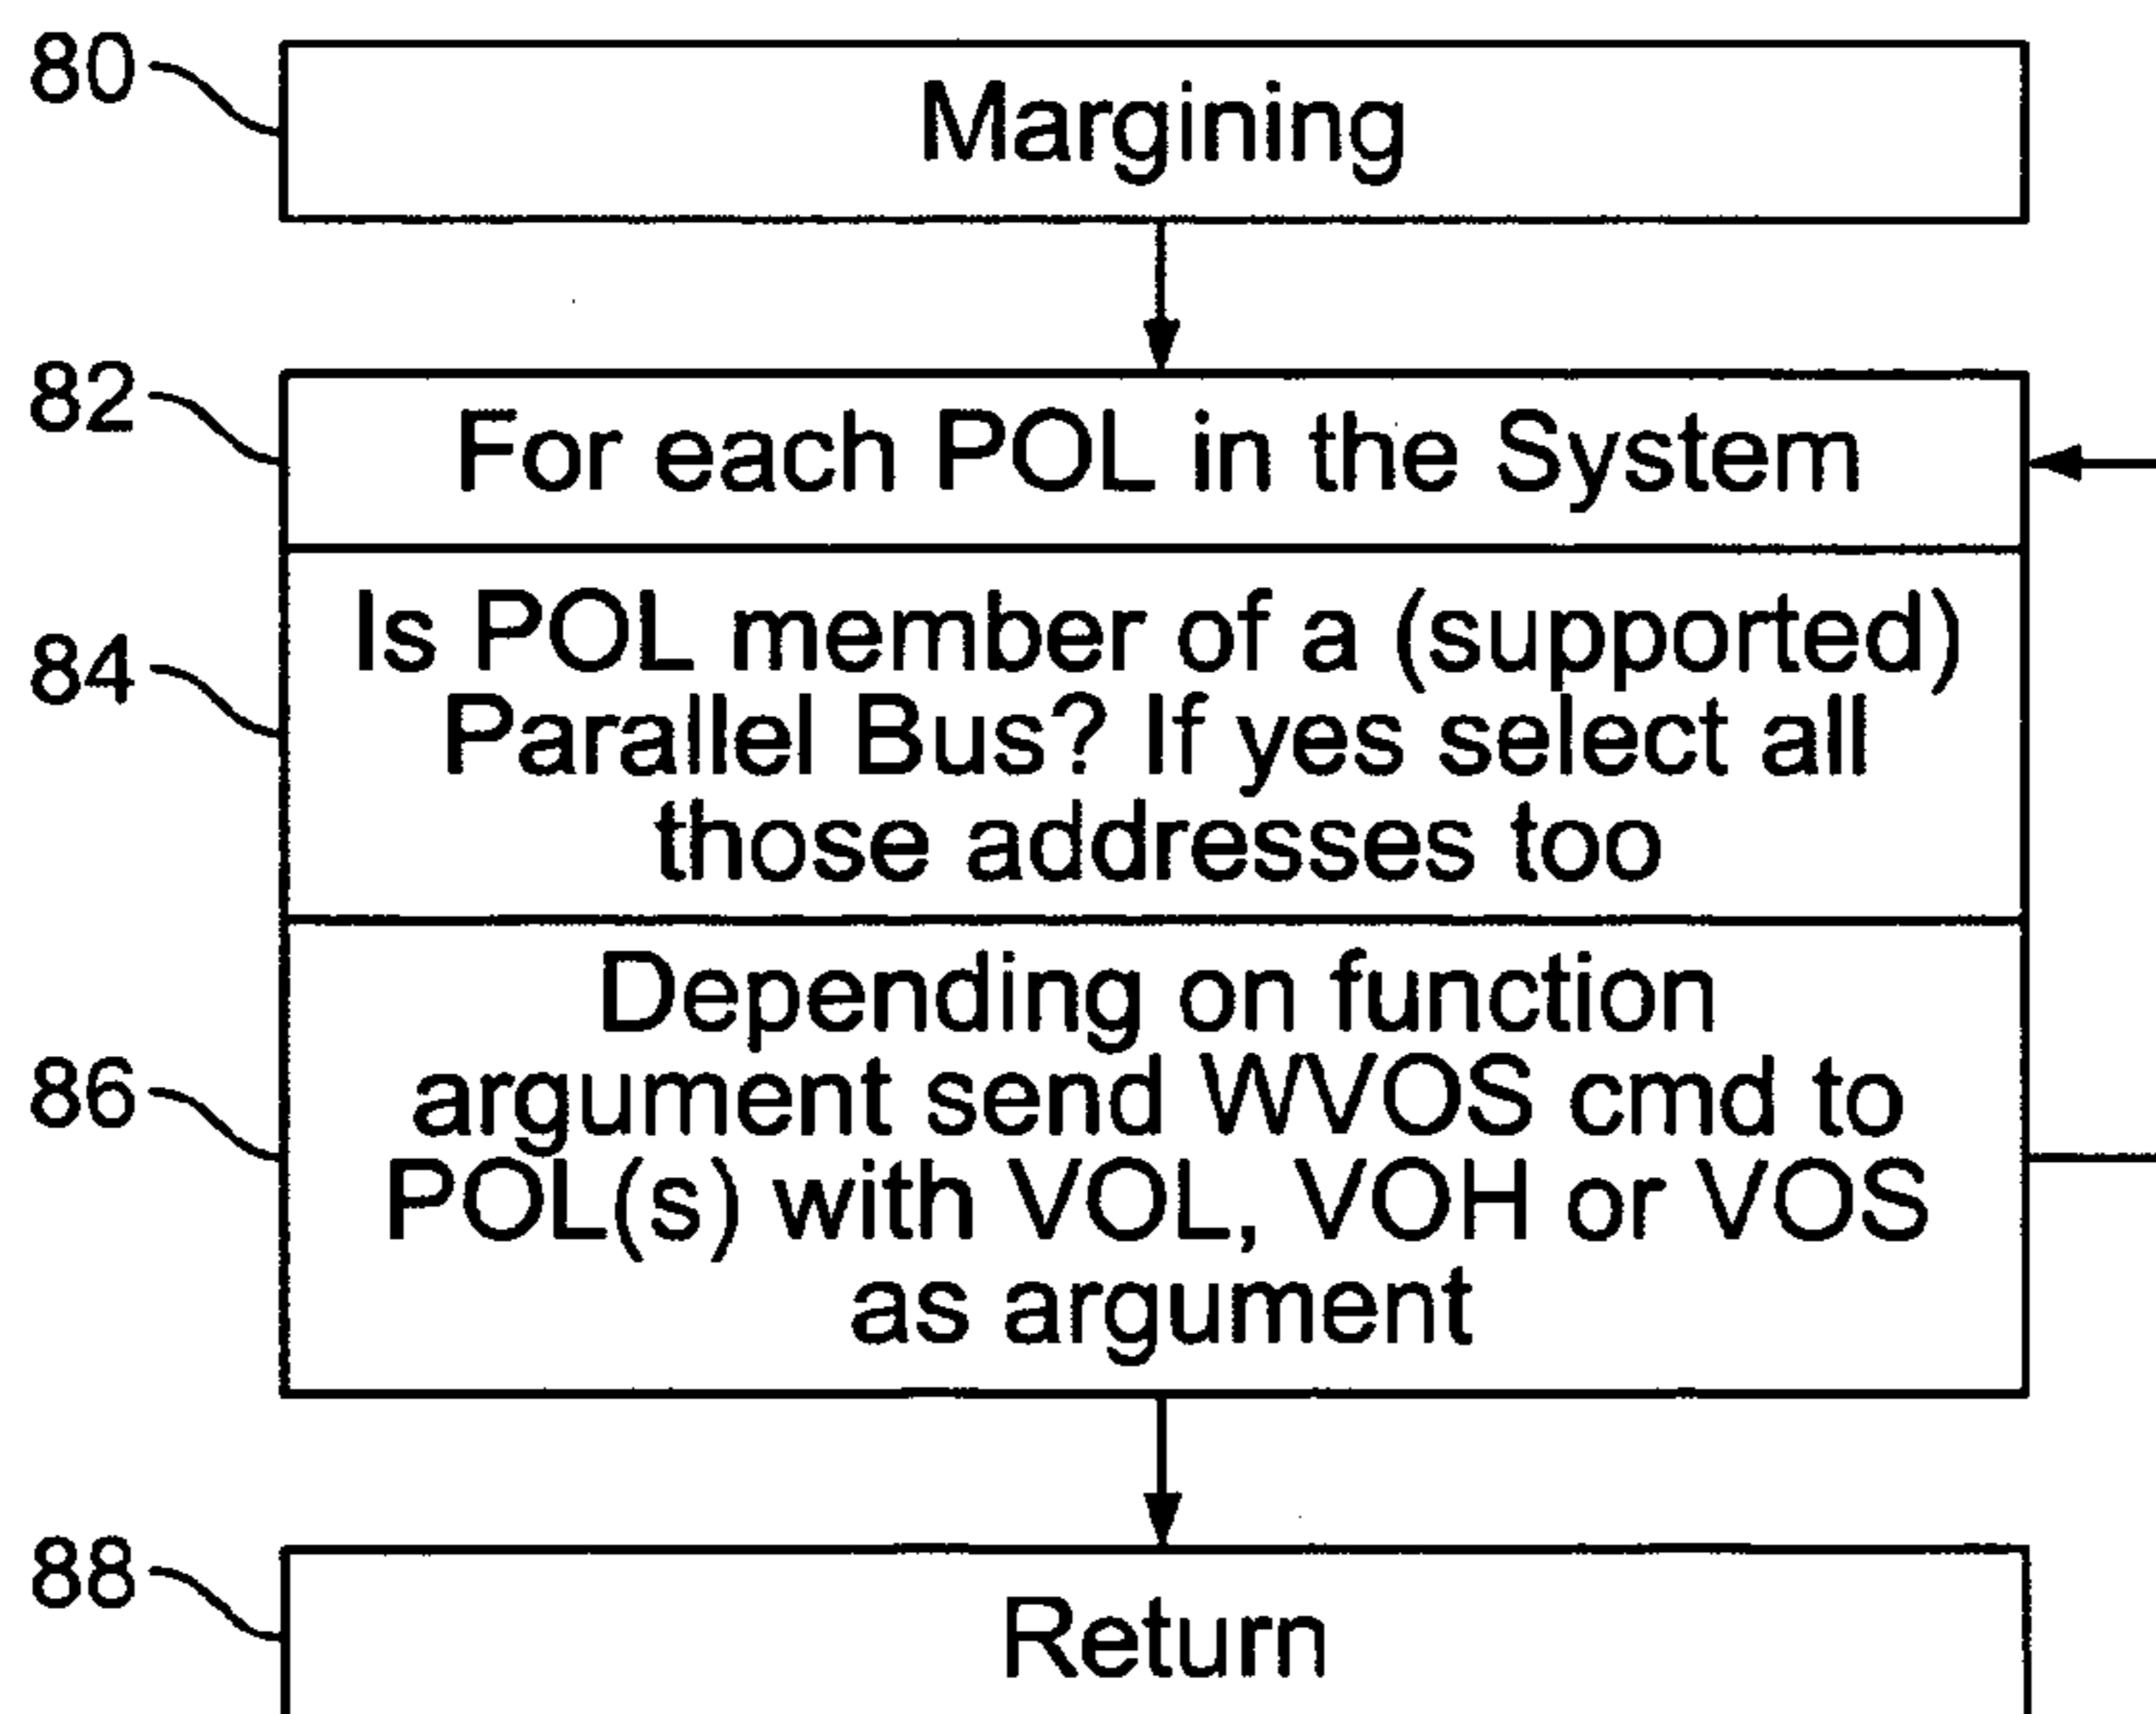 80
Margining
82
For each POL in the System
84
Is POL member of a (supported)
Parallel Bus? If yes select all
those addresses too
86
Depending on function
argument send WVOS cmd to
POL(s) with VOL, VOH or VOS
as argument
88
Return